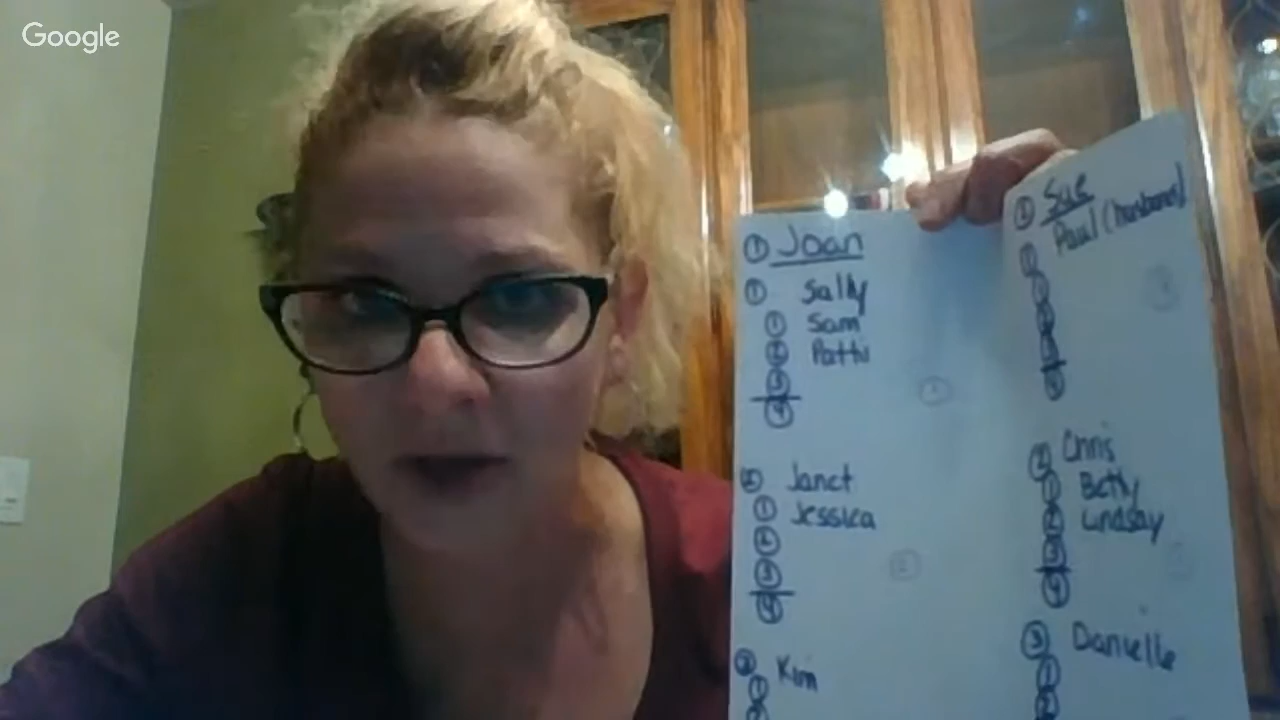 Google
① Joan
① Sally
① Sam
② Patti
③
④
② Janet
① Jessica
②
③
④
③ Kim
①
② Sue
Paul (husband)
①
②
③
④
② Chris
① Betty
② Lindsay
③
④
③ Danielle
①
②